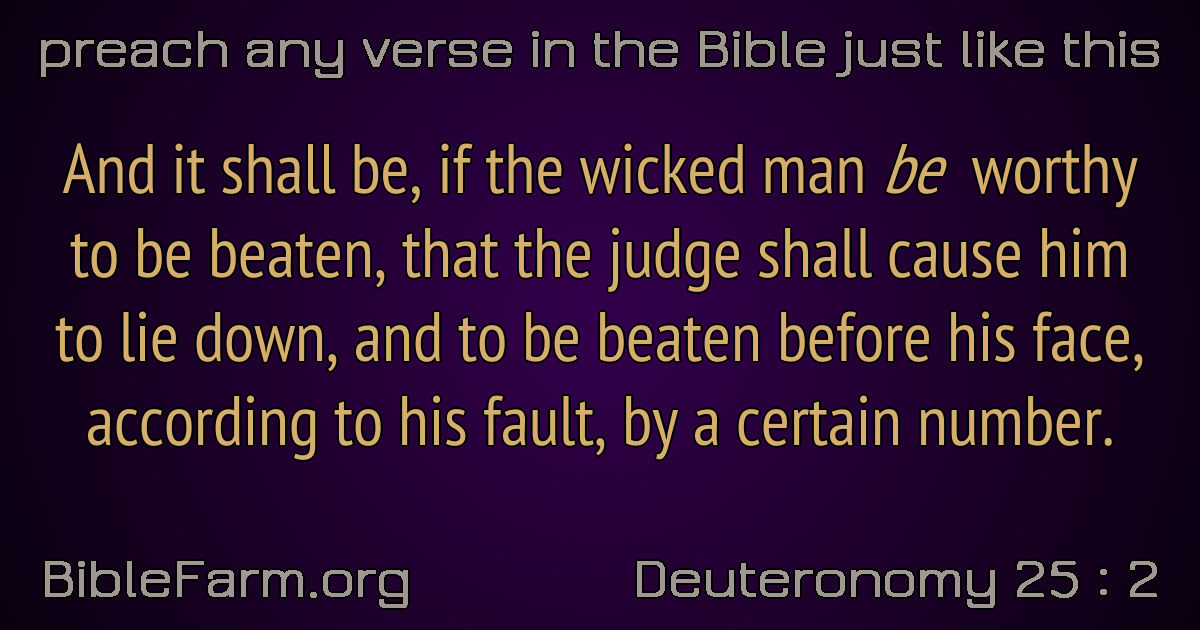 preach any verse in the Bible just like this
And it shall be, if the wicked man be worthy
to be beaten, that the judge shall cause him
to lie down, and to be beaten before his face,
according to his fault, by a certain number.
BibleFarm.org
Deuteronomy 25 : 2